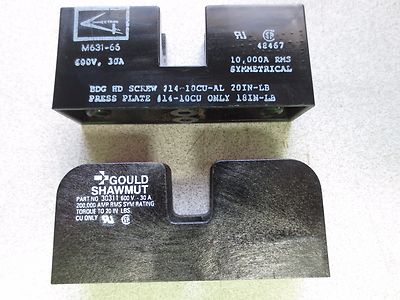 M631-65
600V, 30A
48467
10,000A RMS
SYMMETRICAL
BDG HD SCREW #14-10CU-AL 20IN-LB
PRESS PLATE #14-10CU ONLY 18IN-LB
GOULD
SHAWMUT
PART NO 30311 600 V. - 30 A
200,000 AMP RMS SYM RATING
TORQUE TO 20 IN LBS.
CU ONLY